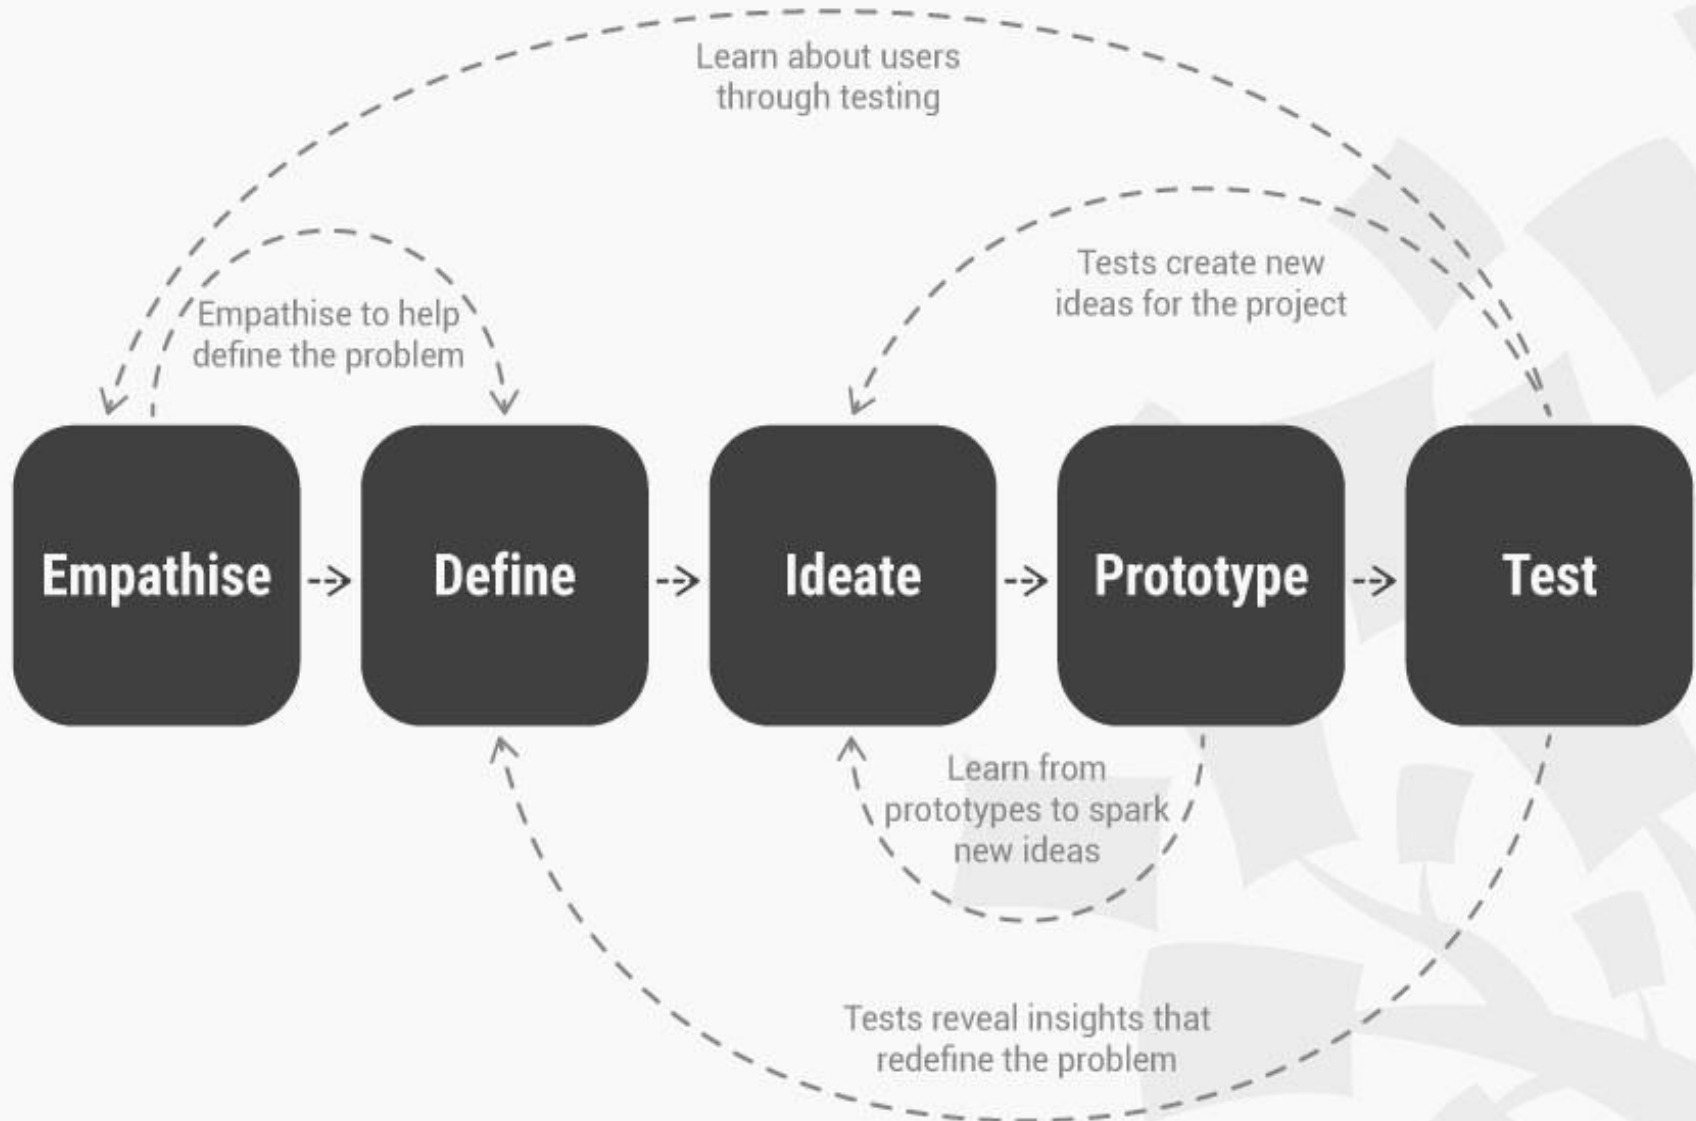 Learn about users
through testing
Tests create new
ideas for the project
Empathise to help
define the problem
Empathise
Define
Ideate
Prototype
Test
Learn from
prototypes to spark
new ideas
Tests reveal insights that
redefine the problem